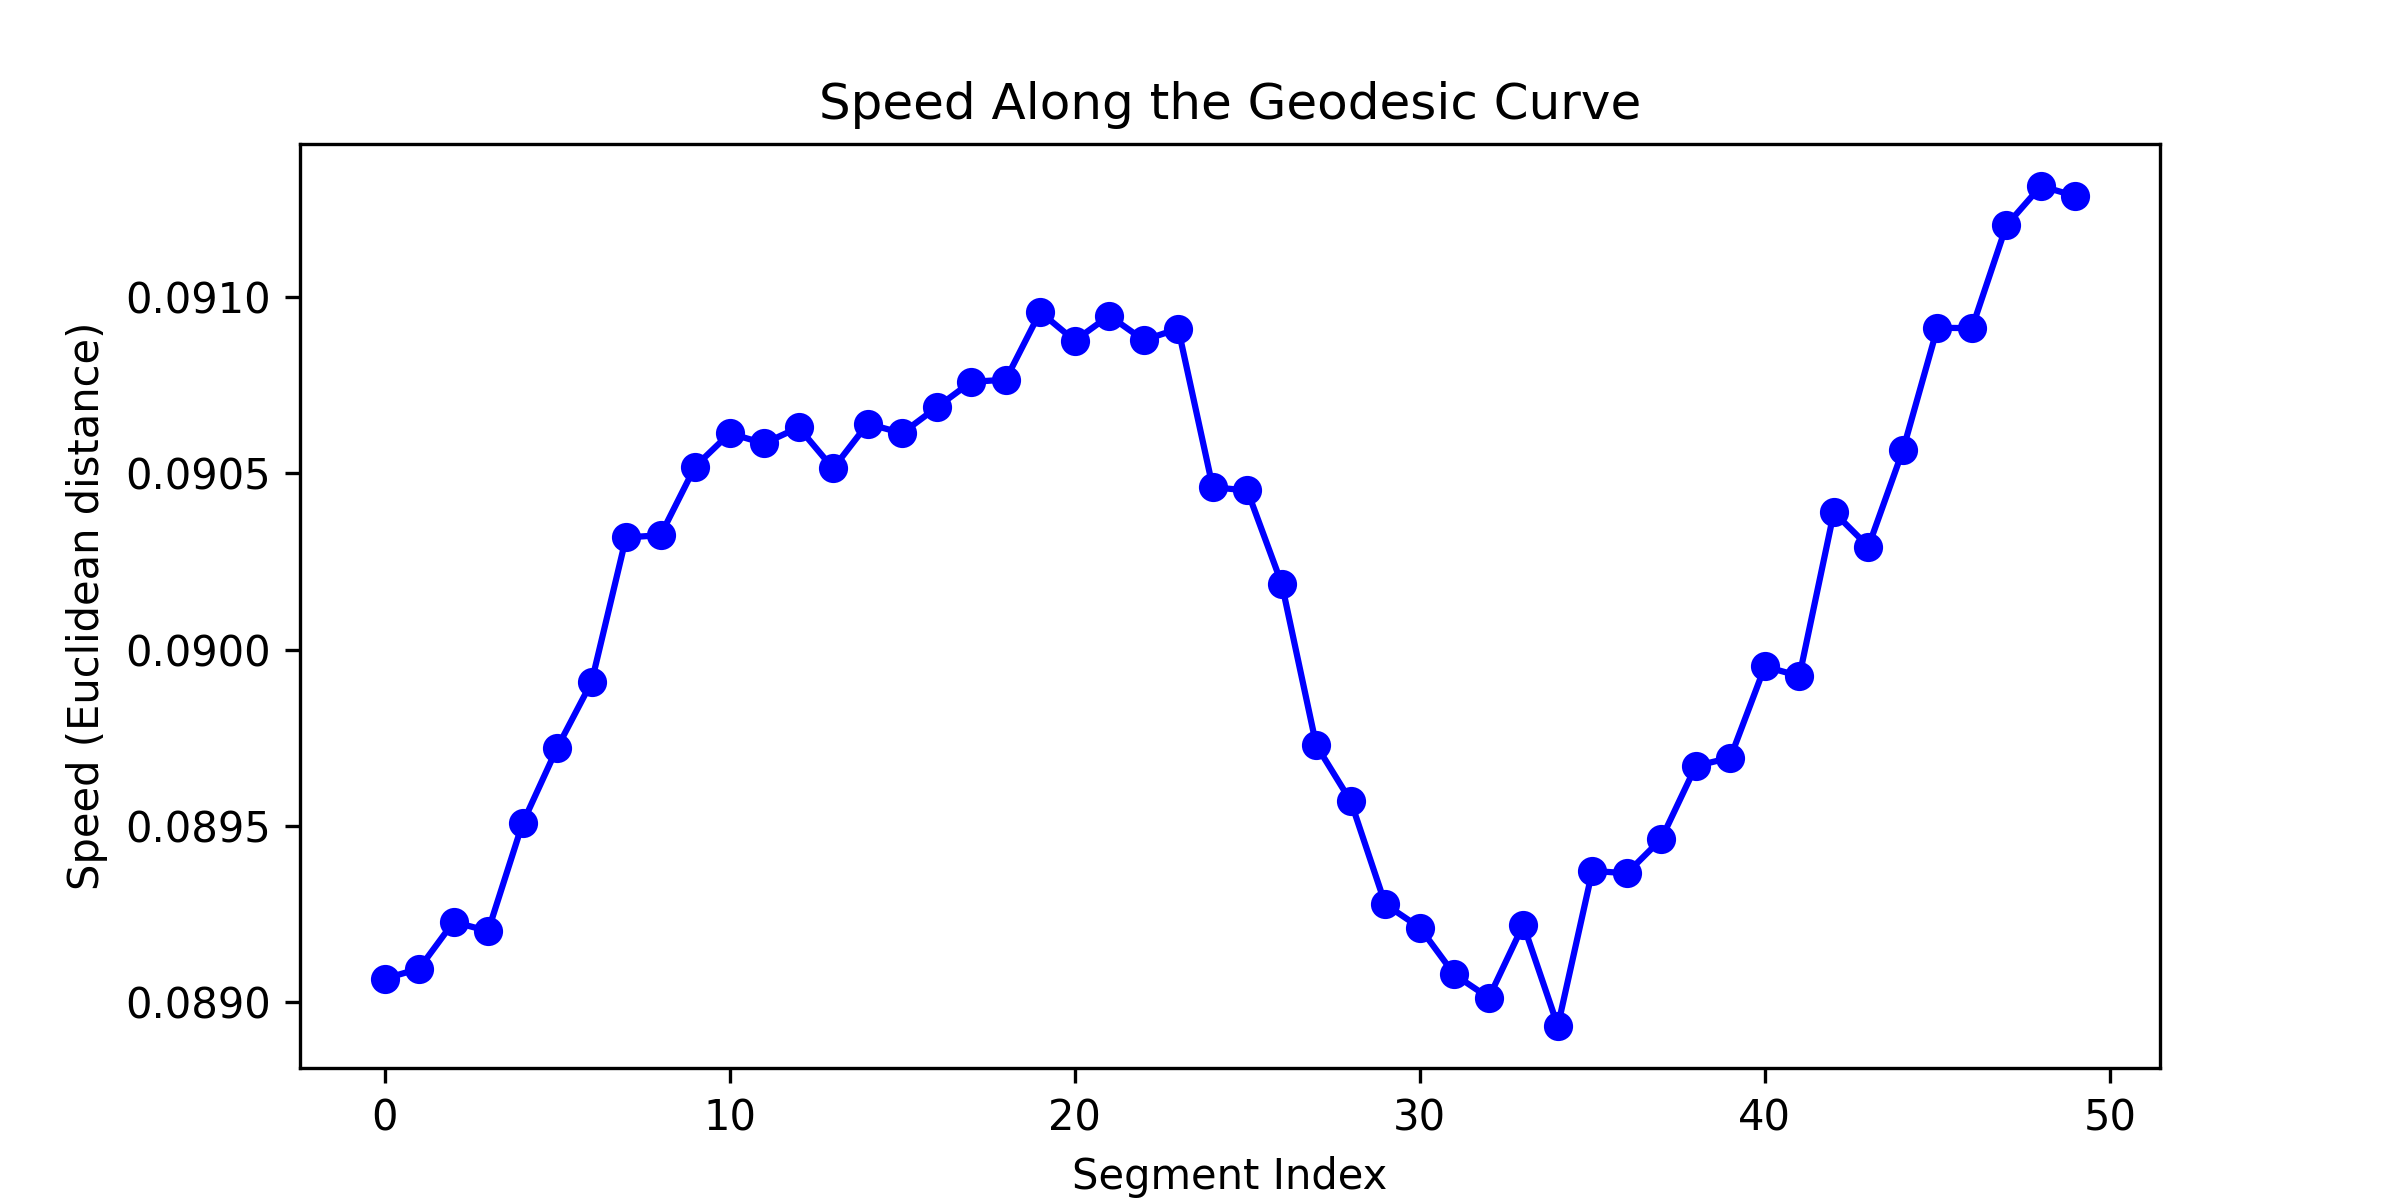 Speed Along the Geodesic Curve
Speed (Euclidean distance)
0.0910
0.0905
0.0900
0.0895
0.0890
0 10 20 30 40 50
Segment Index